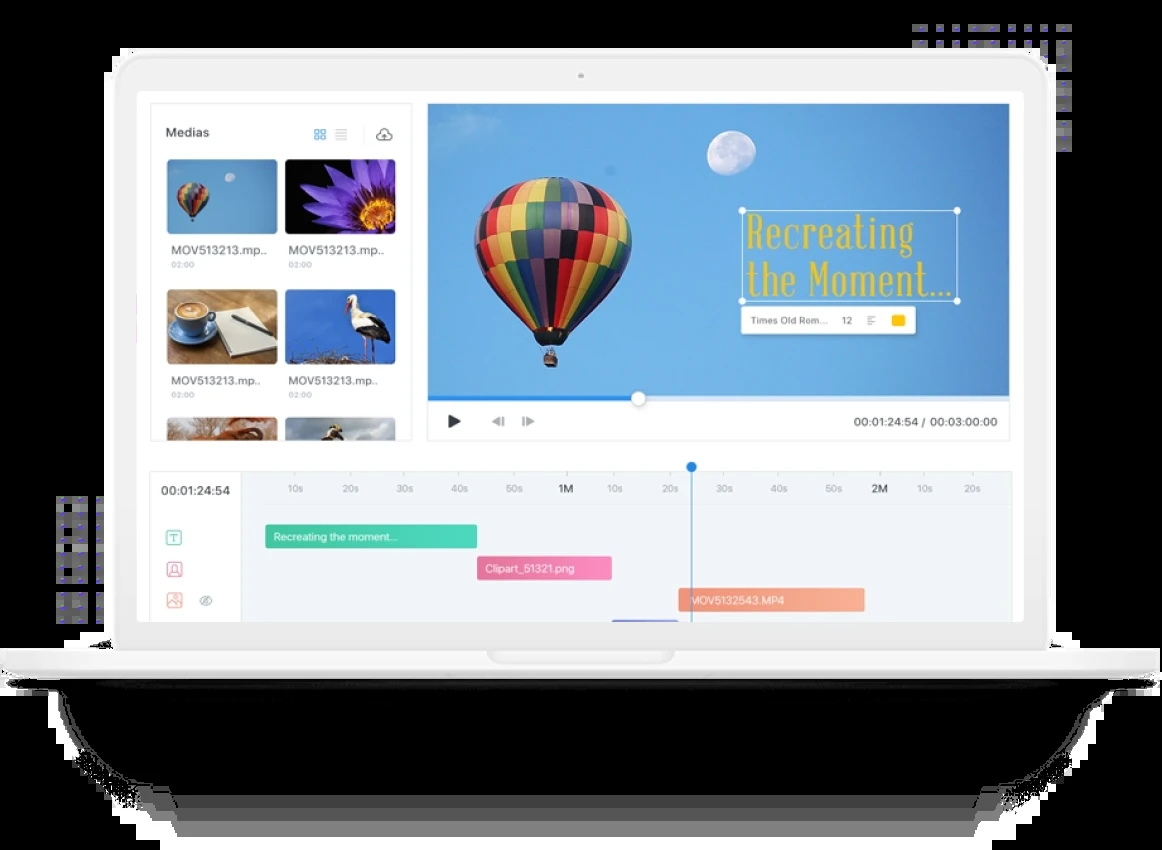 Medias
MOV513213.mp..
MOV513213.mp..
02:00
02:00
MOV513213.mp..
MOV513213.mp..
02:00
02:00
Recreating
the Moment...
Times Old Rom... 12
00:01:24:54 / 00:03:00:00
00:01:24:54
10s 20s 30s 40s 50s 1M 10s 20s 30s 40s 50s 2M 10s 20s
T
Recreating the moment...
Clipart_51321.png
MOV5132543.MP4